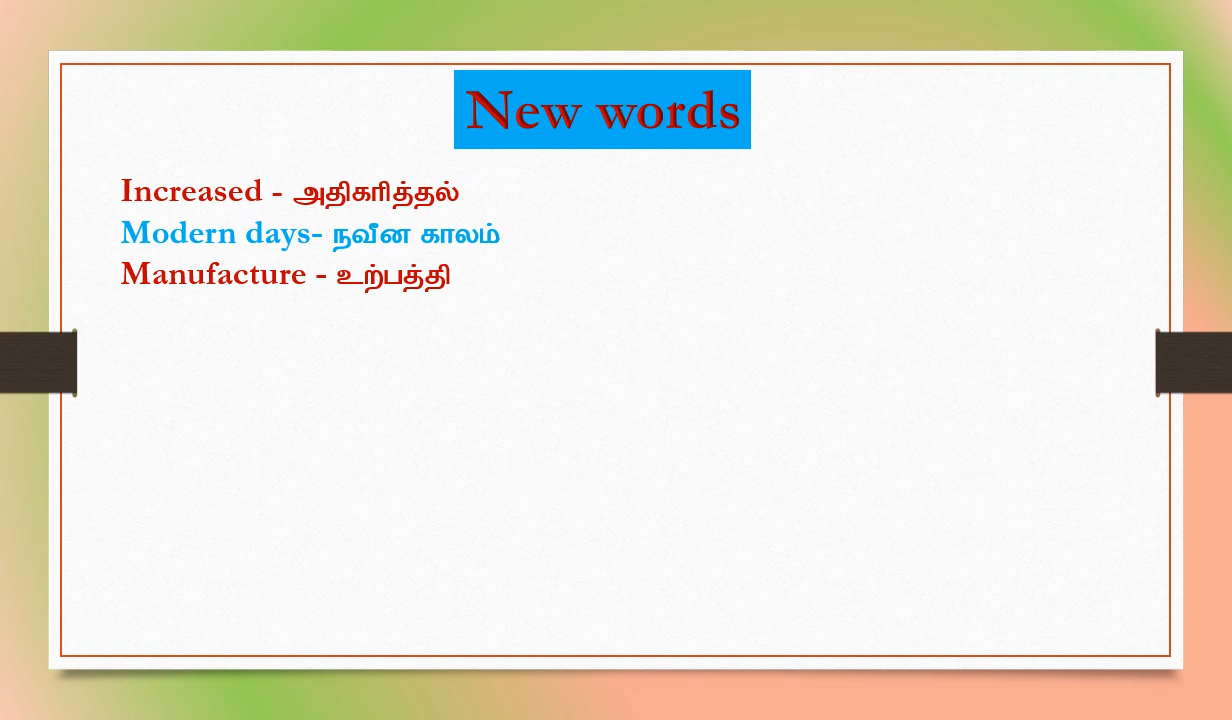 New words
Increased - அதிகரித்தல்
Modern days- நவீன காலம்
Manufacture - உற்பத்தி